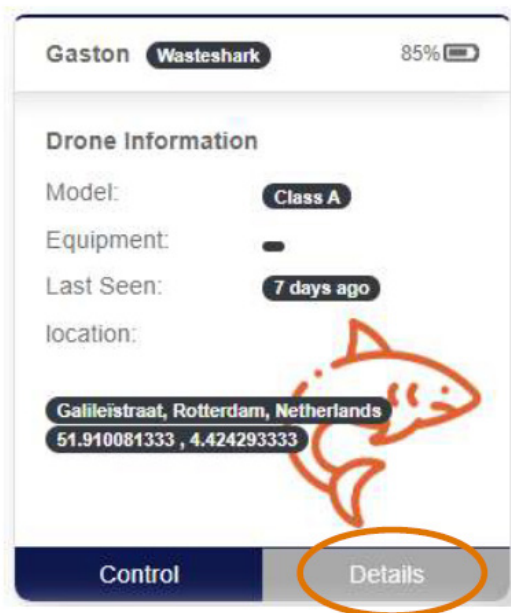 Gaston Wasteshark 85%
Drone Information
Model: Class A
Equipment:
Last Seen: 7 days ago
location:
Galileïstraat, Rotterdam, Netherlands
51.910081333 , 4.424293333
Control Details